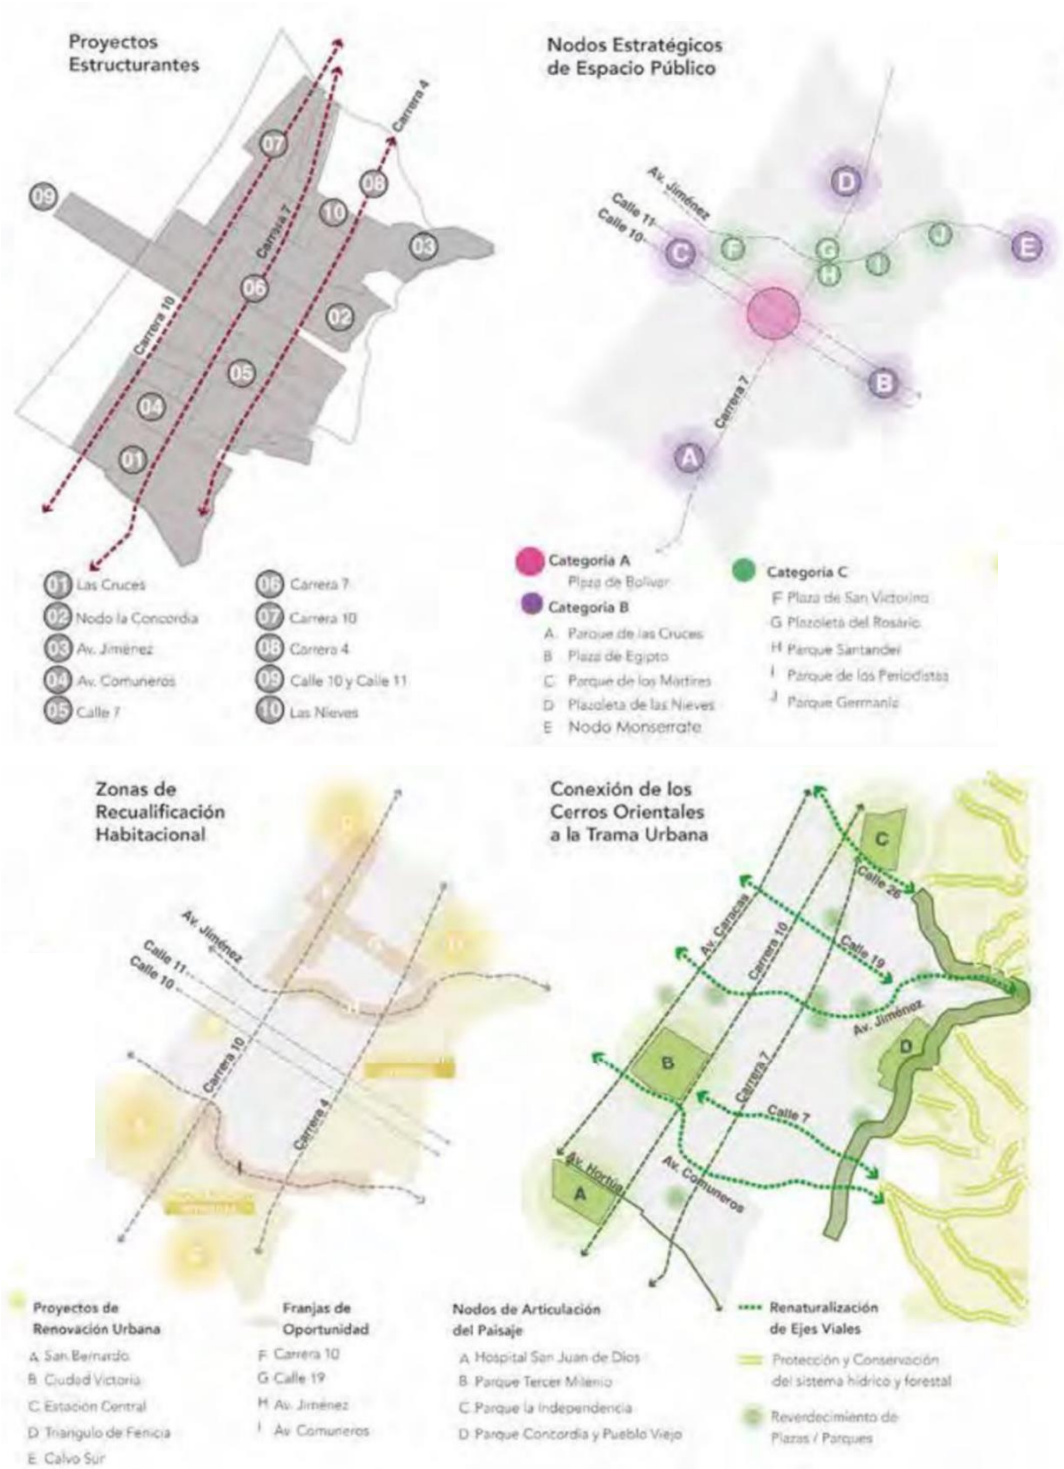 Proyectos
Estructurantes
07
Carrera 4
09
08
10
Carrera 7
03
06
02
Carrera 10
05
04
01
01 Las Cruces
02 Nodo la Concordia
03 Av. Jiménez
04 Av. Comuneros
05 Calle 7
06 Carrera 7
07 Carrera 10
08 Carrera 4
09 Calle 10 y Calle 11
10 Las Nieves
Nodos Estratégicos
de Espacio Público
Av. Jiménez
Calle 11
Calle 10
D
C
F
G
H
I
J
E
B
Carrera 7
A
Categoria A
Plaza de Bolivar
Categoria B
A. Parque de las Cruces
B Plaza de Egipto
C Parque de los Martires
D Plazoleta de las Nieves
E Nodo Monserrate
Categoria C
F Plaza de San Victorino
G Plazoleta del Rosario
H Parque Santander
I Parque de los Periodistas
J Parque Germania
Zonas de
Recualificación
Habitacional
Av. Jiménez
Calle 11
Calle 10
G
H
Carrera 10
Carrera 4
I
Proyectos de
Renovación Urbana
A San Bernardo
B Ciudad Victoria
C Estación Central
D Triangulo de Fenicia
E Calvo Sur
Franjas de
Oportunidad
F Carrera 10
G Calle 19
H Av. Jiménez
I Av Comuneros
Conexión de los
Cerros Orientales
a la Trama Urbana
C
Calle 26
Av. Caracas
Carrera 10
Calle 19
Av. Jiménez
D
B
Carrera 7
Calle 7
Av. Hortúa
A
Av. Comuneros
Nodos de Articulación
del Paisaje
A Hospital San Juan de Dios
B Parque Tercer Milenio
C Parque la Independencia
D Parque Concordia y Pueblo Viejo
Renaturalización
de Ejes Viales
Protección y Conservación
del sistema hídrico y forestal
Reverdecimiento de
Plazas / Parques